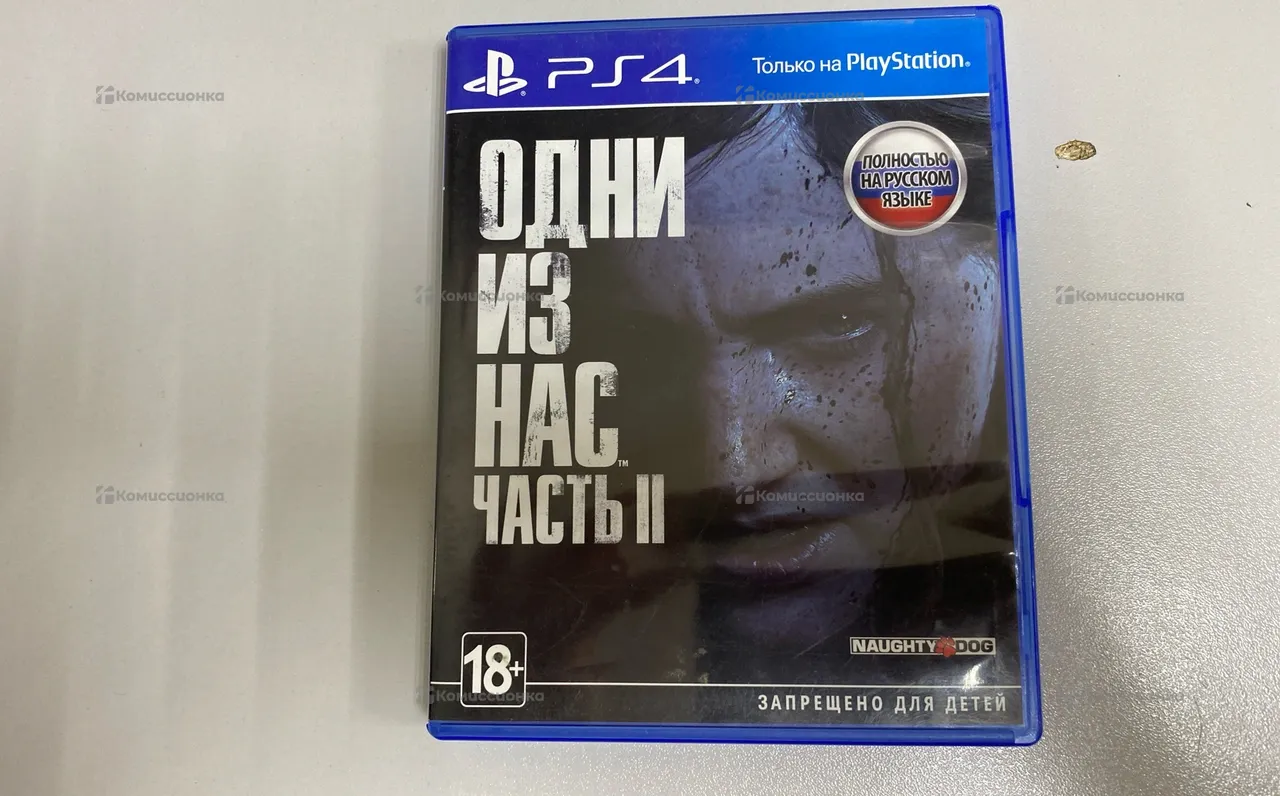 PS4
Только на PlayStation
ПОЛНОСТЬЮ
НА РУССКОМ
ЯЗЫКЕ
ОДНИ
ИЗ
НАС™
ЧАСТЬ II
NAUGHTY DOG
18+
ЗАПРЕЩЕНО ДЛЯ ДЕТЕЙ
Комиссионка
Комиссионка
Комиссионка
Комиссионка
Комиссионка
Комиссионка
Комиссионка